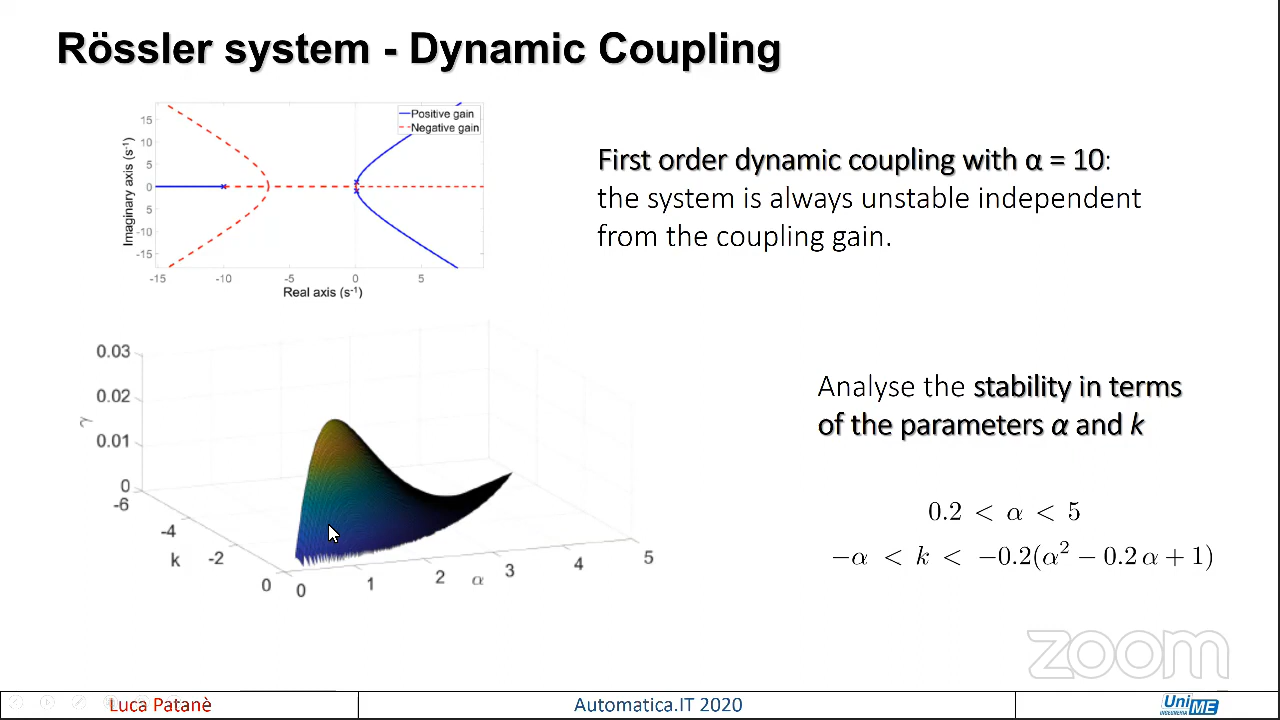 Rössler system - Dynamic Coupling
Positive gain
Negative gain
Imaginary axis (s⁻¹)
15
10
5
0
5
-10
-15
-15
-10
-5
0
5
Real axis (s⁻¹)
First order dynamic coupling with α = 10:
the system is always unstable independent
from the coupling gain.
0.03
0.02
0.01
0
γ
-6
-4
-2
0
k
0
1
2
3
4
5
α
Analyse the stability in terms
of the parameters α and k
0.2 < α < 5
−α < k < −0.2(α² − 0.2 α + 1)
zoom
Luca Patanè
Automatica.IT 2020
UniME